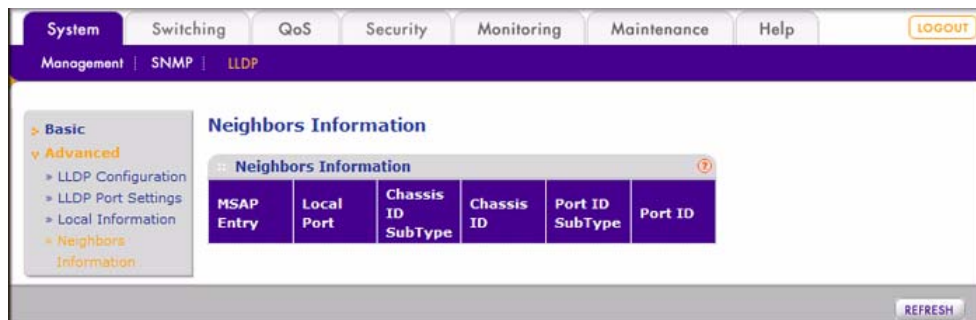 System Switching QoS Security Monitoring Maintenance Help LOGOUT
Management SNMP LLDP
Basic
Advanced
» LLDP Configuration
» LLDP Port Settings
» Local Information
» Neighbors
Information
Neighbors Information
Neighbors Information ?
MSAP
Entry
Local
Port
Chassis
ID
SubType
Chassis
ID
Port ID
SubType
Port ID
REFRESH